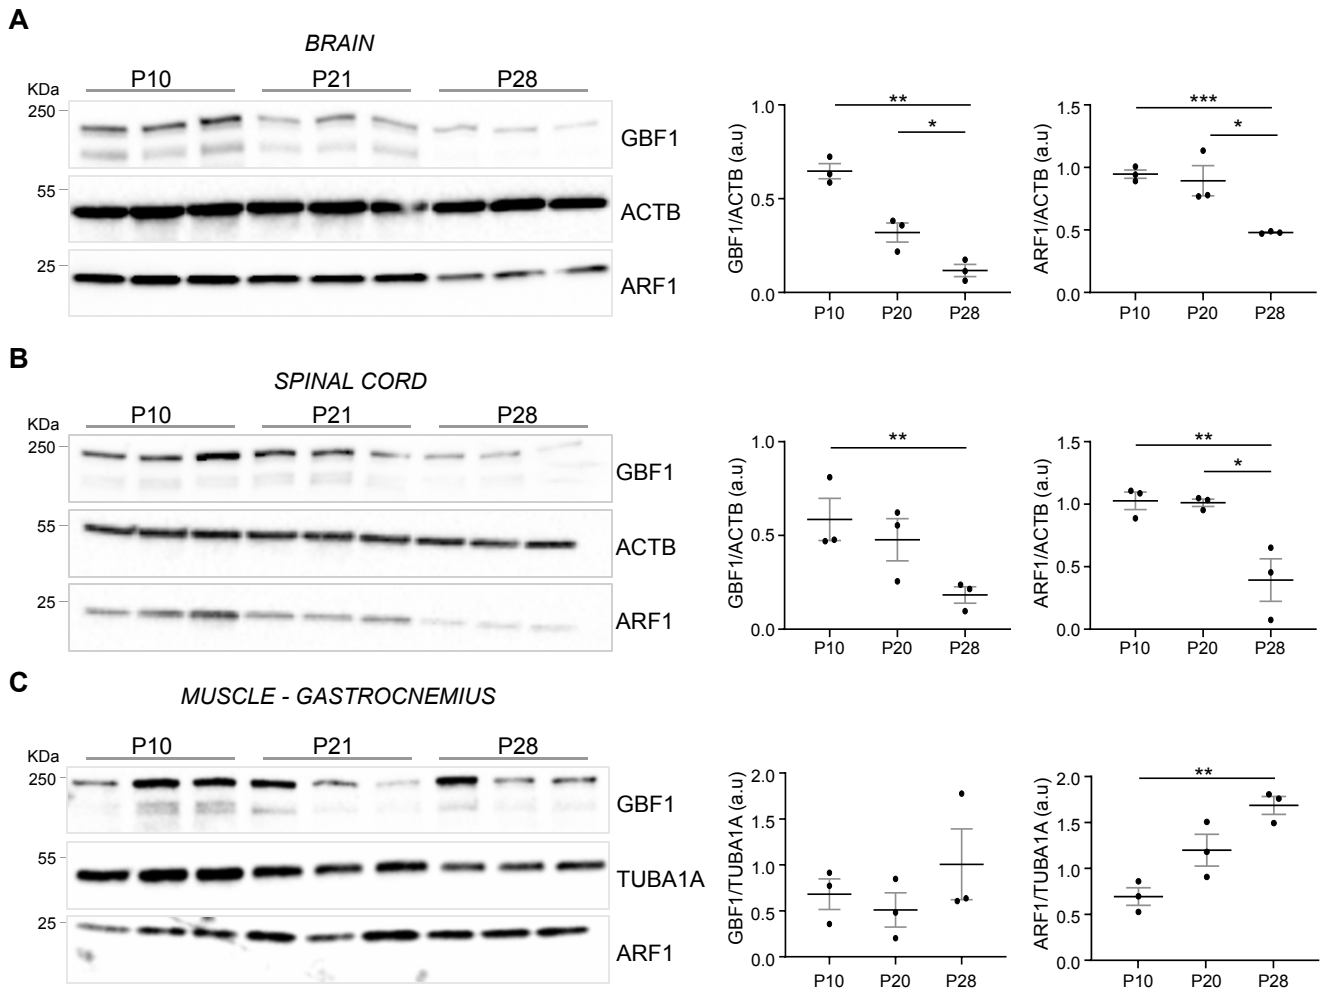 A
BRAIN
P10 P21 P28
KDa
250
GBF1
55
ACTB
25
ARF1
GBF1/ACTB (a.u)
1.0
0.5
0.0
**
*
P10 P20 P28
ARF1/ACTB (a.u)
1.5
1.0
0.5
0.0
***
*
P10 P20 P28
B
SPINAL CORD
P10 P21 P28
KDa
250
GBF1
55
ACTB
25
ARF1
GBF1/ACTB (a.u)
1.0
0.5
0.0
**
P10 P20 P28
ARF1/ACTB (a.u)
1.5
1.0
0.5
0.0
**
*
P10 P20 P28
C
MUSCLE - GASTROCNEMIUS
P10 P21 P28
KDa
250
GBF1
55
TUBA1A
25
ARF1
GBF1/TUBA1A (a.u)
2.0
1.5
1.0
0.5
0.0
P10 P20 P28
ARF1/TUBA1A (a.u)
2.0
1.5
1.0
0.5
0.0
**
P10 P20 P28